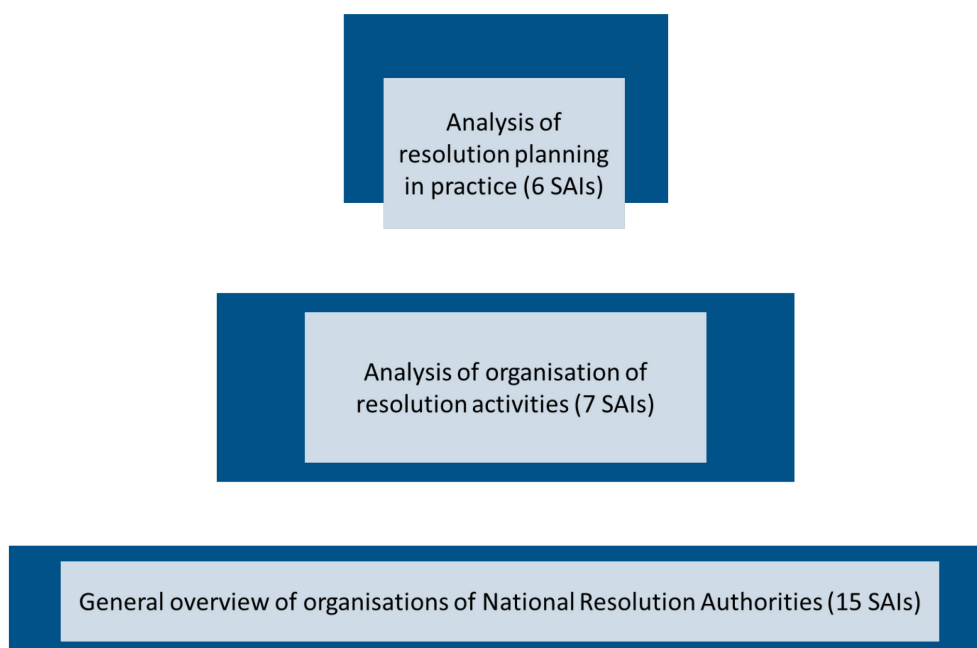 Analysis of
resolution planning
in practice (6 SAIs)
Analysis of organisation of
resolution activities (7 SAIs)
General overview of organisations of National Resolution Authorities (15 SAIs)